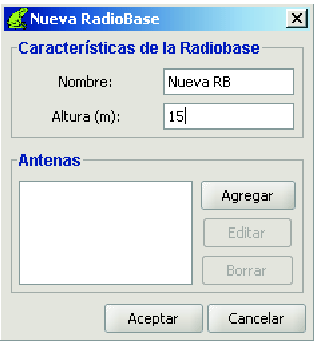 Nueva RadioBase
Características de la Radiobase
Nombre: Nueva RB
Altura (m): 15
Antenas
Agregar
Editar
Borrar
Aceptar Cancelar